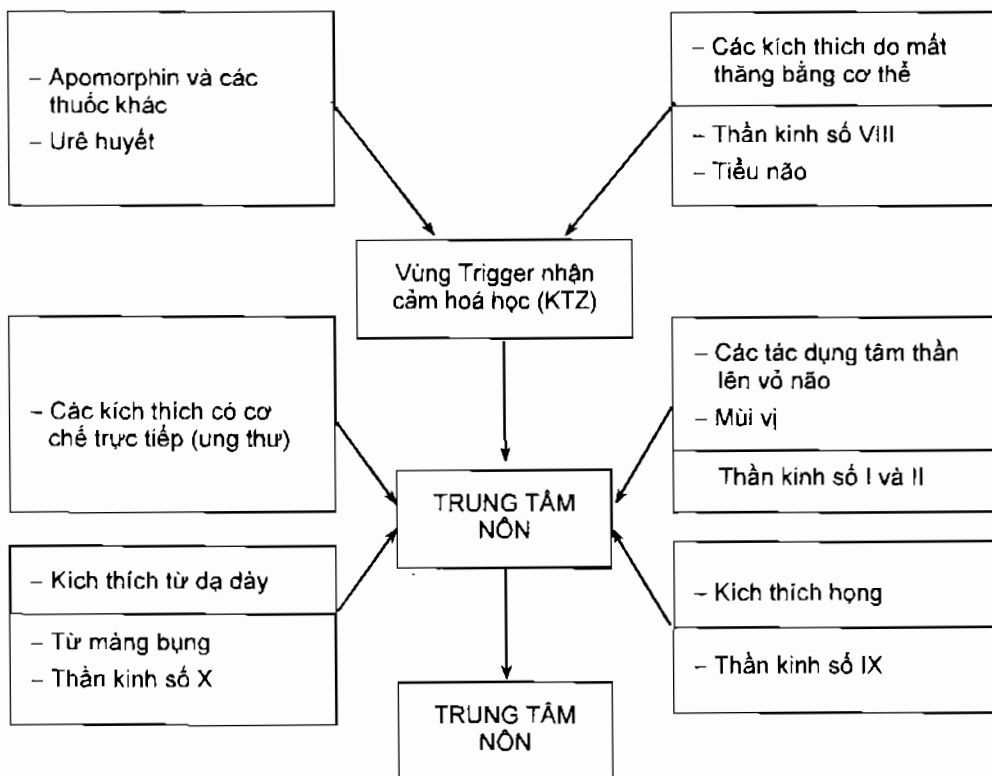 – Apomorphin và các
thuốc khác
– Urê huyết
– Các kích thích do mất
thăng bằng cơ thể
– Thần kinh số VIII
– Tiểu não
Vùng Trigger nhận
cảm hoá học (KTZ)
– Các kích thích có cơ
chế trực tiếp (ung thư)
– Các tác dụng tâm thần
lên vỏ não
– Mùi vị
Thần kinh số I và II
TRUNG TÂM
NÔN
– Kích thích từ dạ dày
– Từ màng bụng
– Thần kinh số X
– Kích thích họng
– Thần kinh số IX
TRUNG TÂM
NÔN